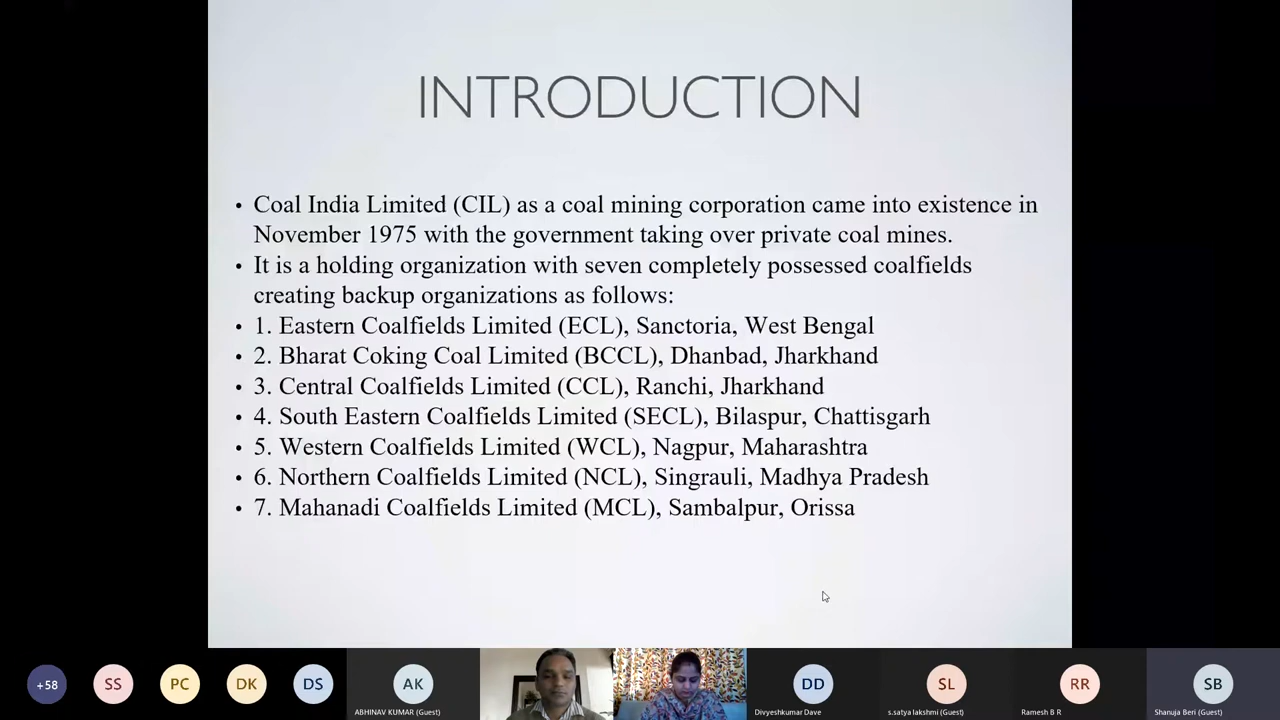 INTRODUCTION
• Coal India Limited (CIL) as a coal mining corporation came into existence in
November 1975 with the government taking over private coal mines.
• It is a holding organization with seven completely possessed coalfields
creating backup organizations as follows:
• 1. Eastern Coalfields Limited (ECL), Sanctoria, West Bengal
• 2. Bharat Coking Coal Limited (BCCL), Dhanbad, Jharkhand
• 3. Central Coalfields Limited (CCL), Ranchi, Jharkhand
• 4. South Eastern Coalfields Limited (SECL), Bilaspur, Chattisgarh
• 5. Western Coalfields Limited (WCL), Nagpur, Maharashtra
• 6. Northern Coalfields Limited (NCL), Singrauli, Madhya Pradesh
• 7. Mahanadi Coalfields Limited (MCL), Sambalpur, Orissa
+58 SS PC DK DS AK DD SL RR SB
ABHINAV KUMAR (Guest) Divyeshkumar Dave s.satya lakshmi (Guest) Ramesh B R Shanuja Beri (Guest)